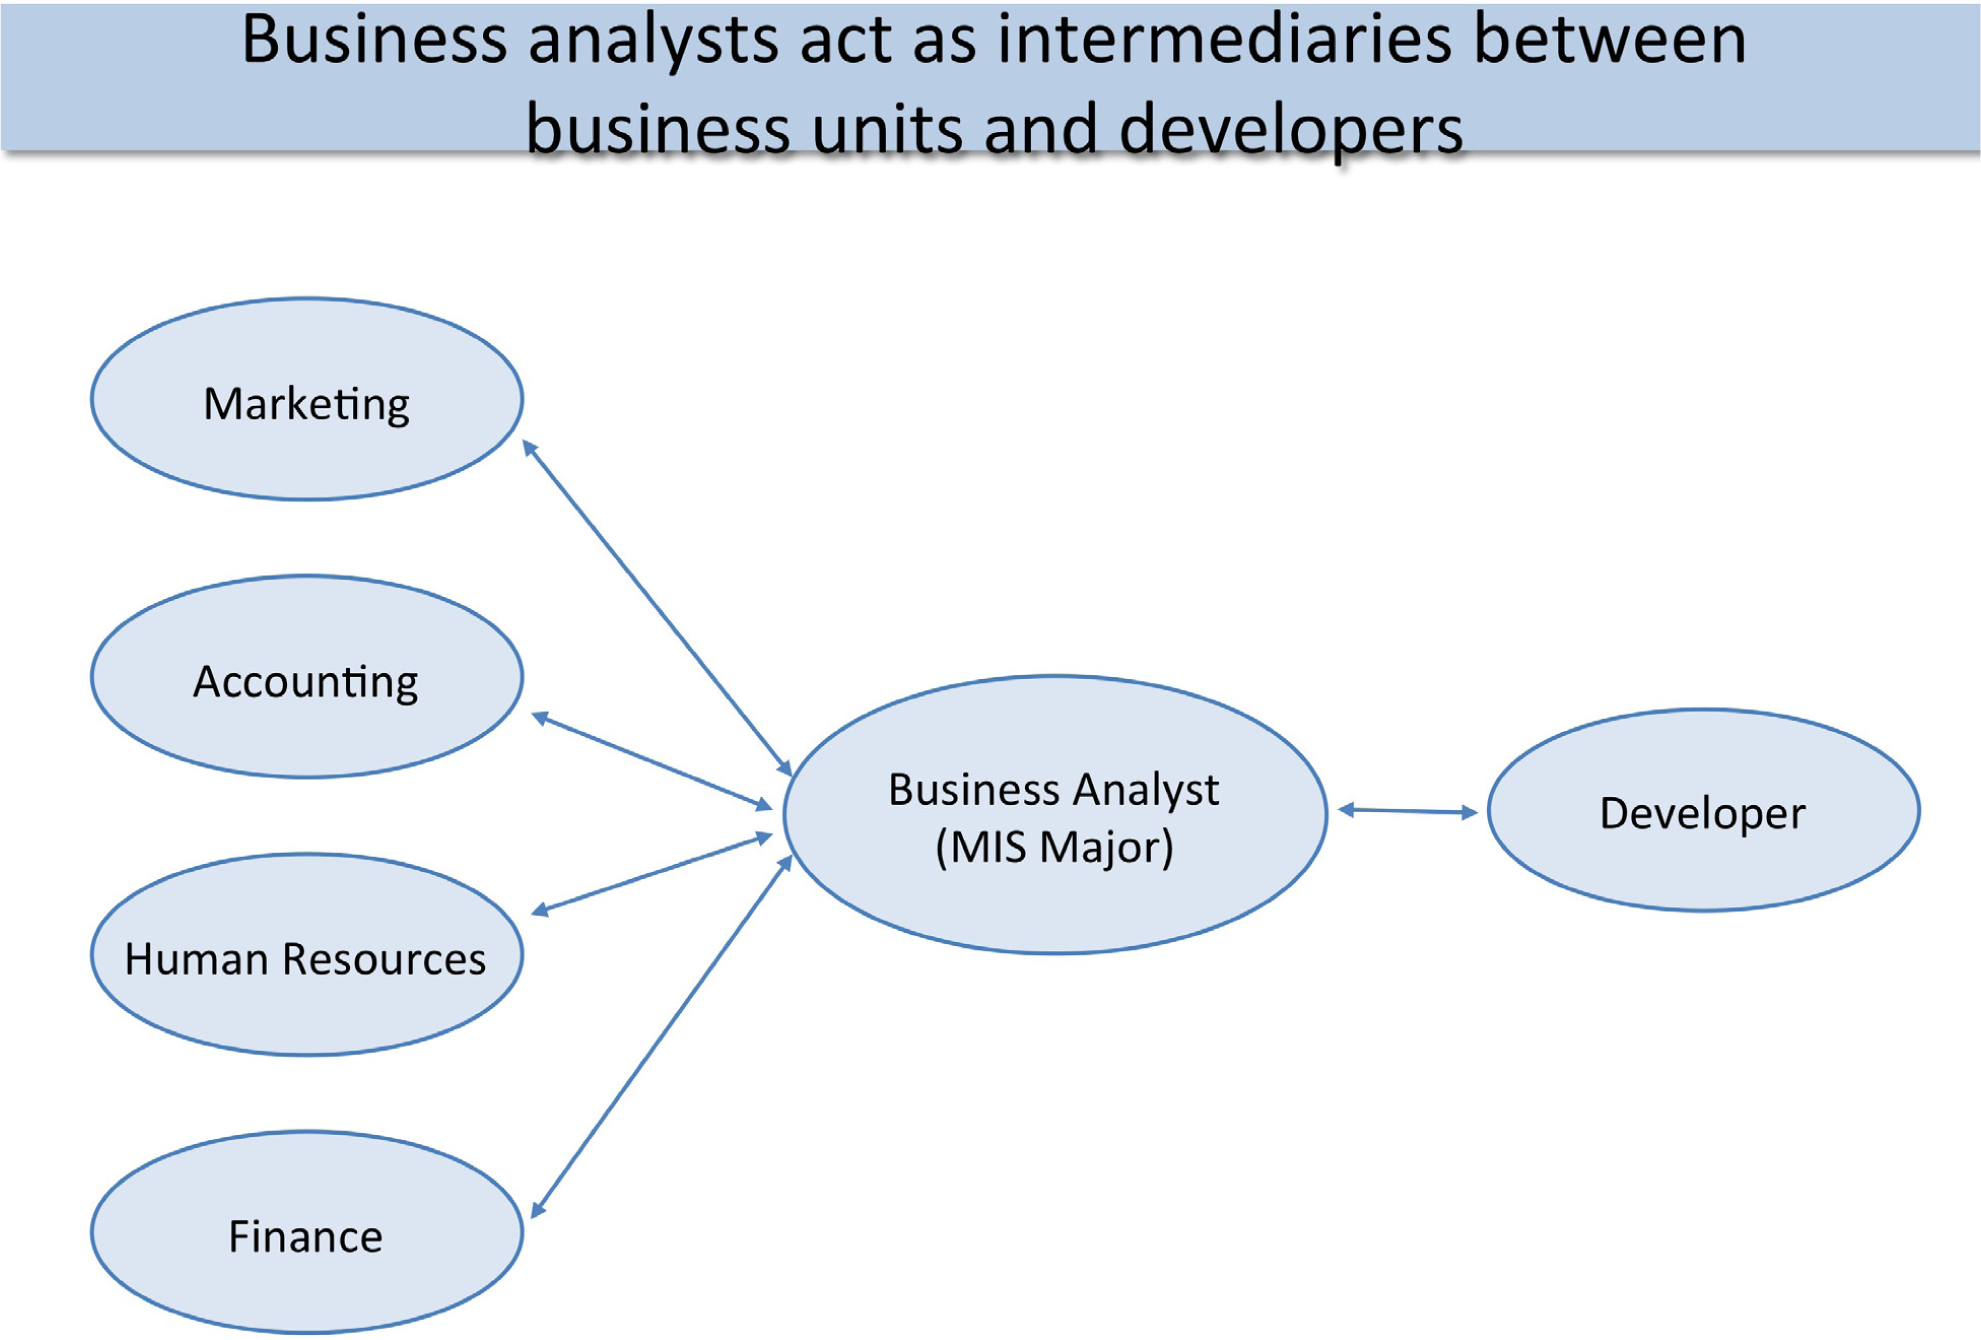 Business analysts act as intermediaries between
business units and developers
Marketing
Accounting
Human Resources
Finance
Business Analyst
(MIS Major)
Developer